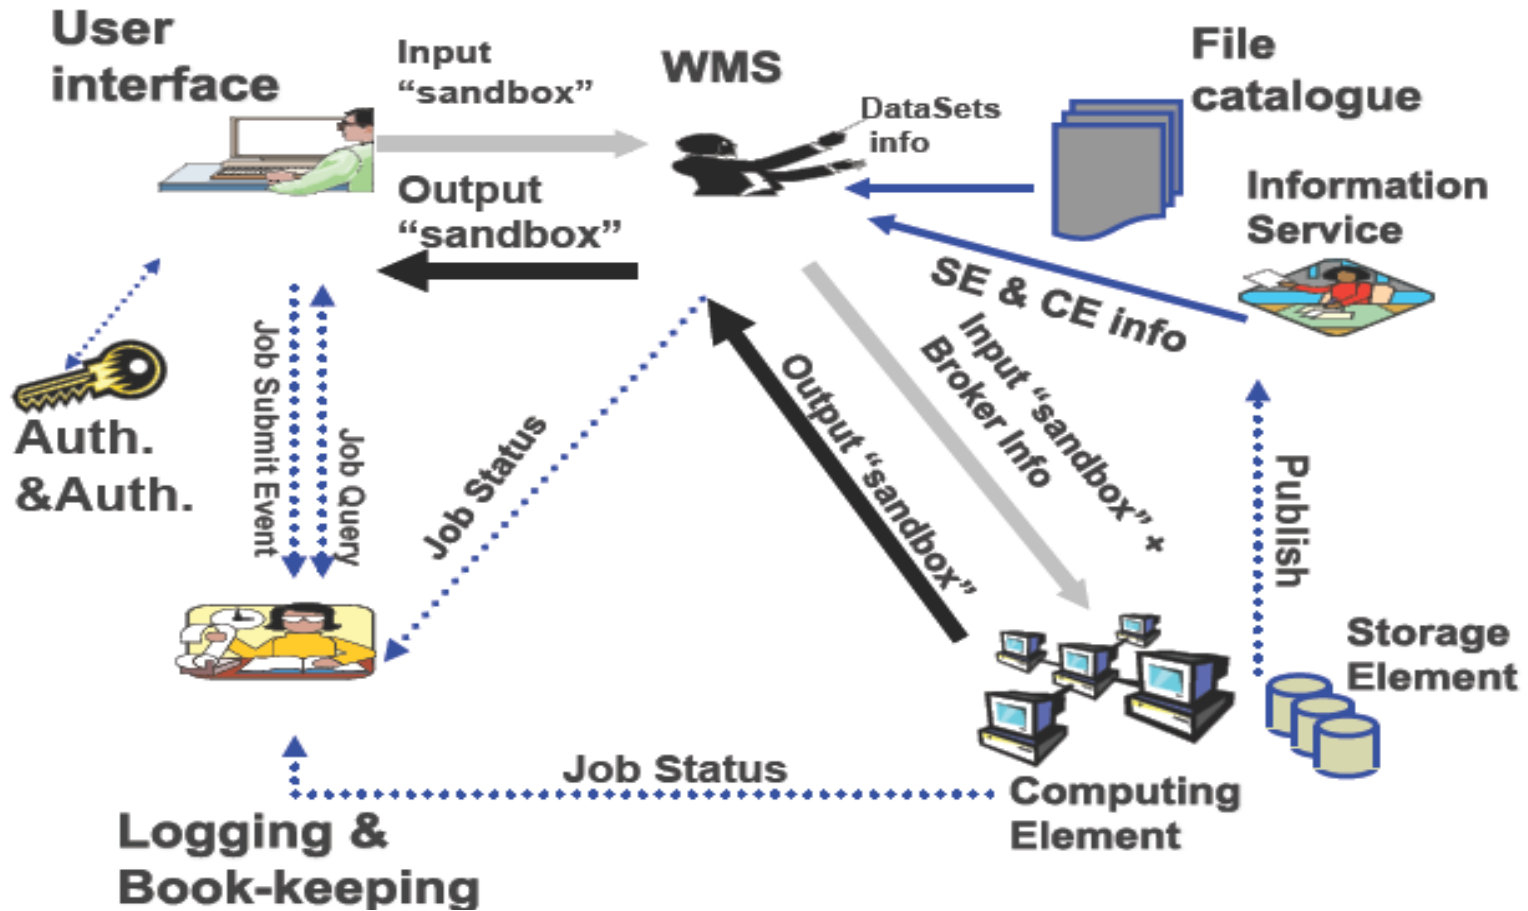 User
interface
Input
“sandbox”
WMS
File
catalogue
DataSets
info
Output
“sandbox”
Information
Service
SE & CE info
Auth.
&Auth.
Job Submit Event
Job Query
Job Status
Output “sandbox”
Input “sandbox” +
Broker Info
Publish
Storage
Element
Job Status
Computing
Element
Logging &
Book-keeping